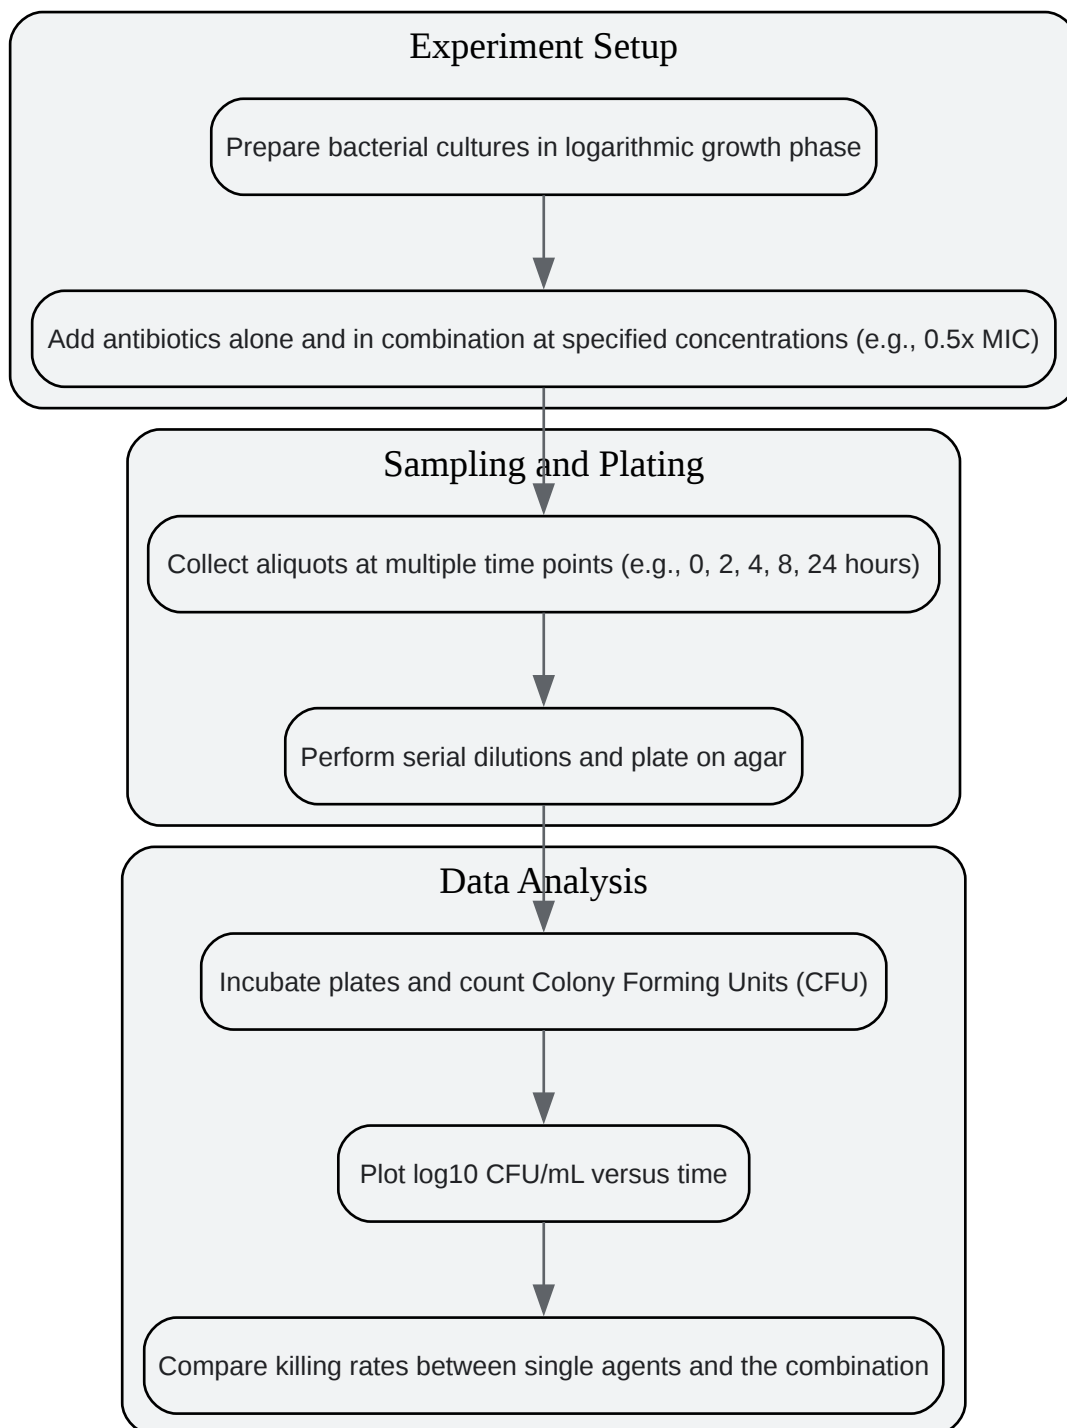 Experiment Setup
Prepare bacterial cultures in logarithmic growth phase
Add antibiotics alone and in combination at specified concentrations (e.g., 0.5x MIC)
Sampling and Plating
Collect aliquots at multiple time points (e.g., 0, 2, 4, 8, 24 hours)
Perform serial dilutions and plate on agar
Data Analysis
Incubate plates and count Colony Forming Units (CFU)
Plot log10 CFU/mL versus time
Compare killing rates between single agents and the combination